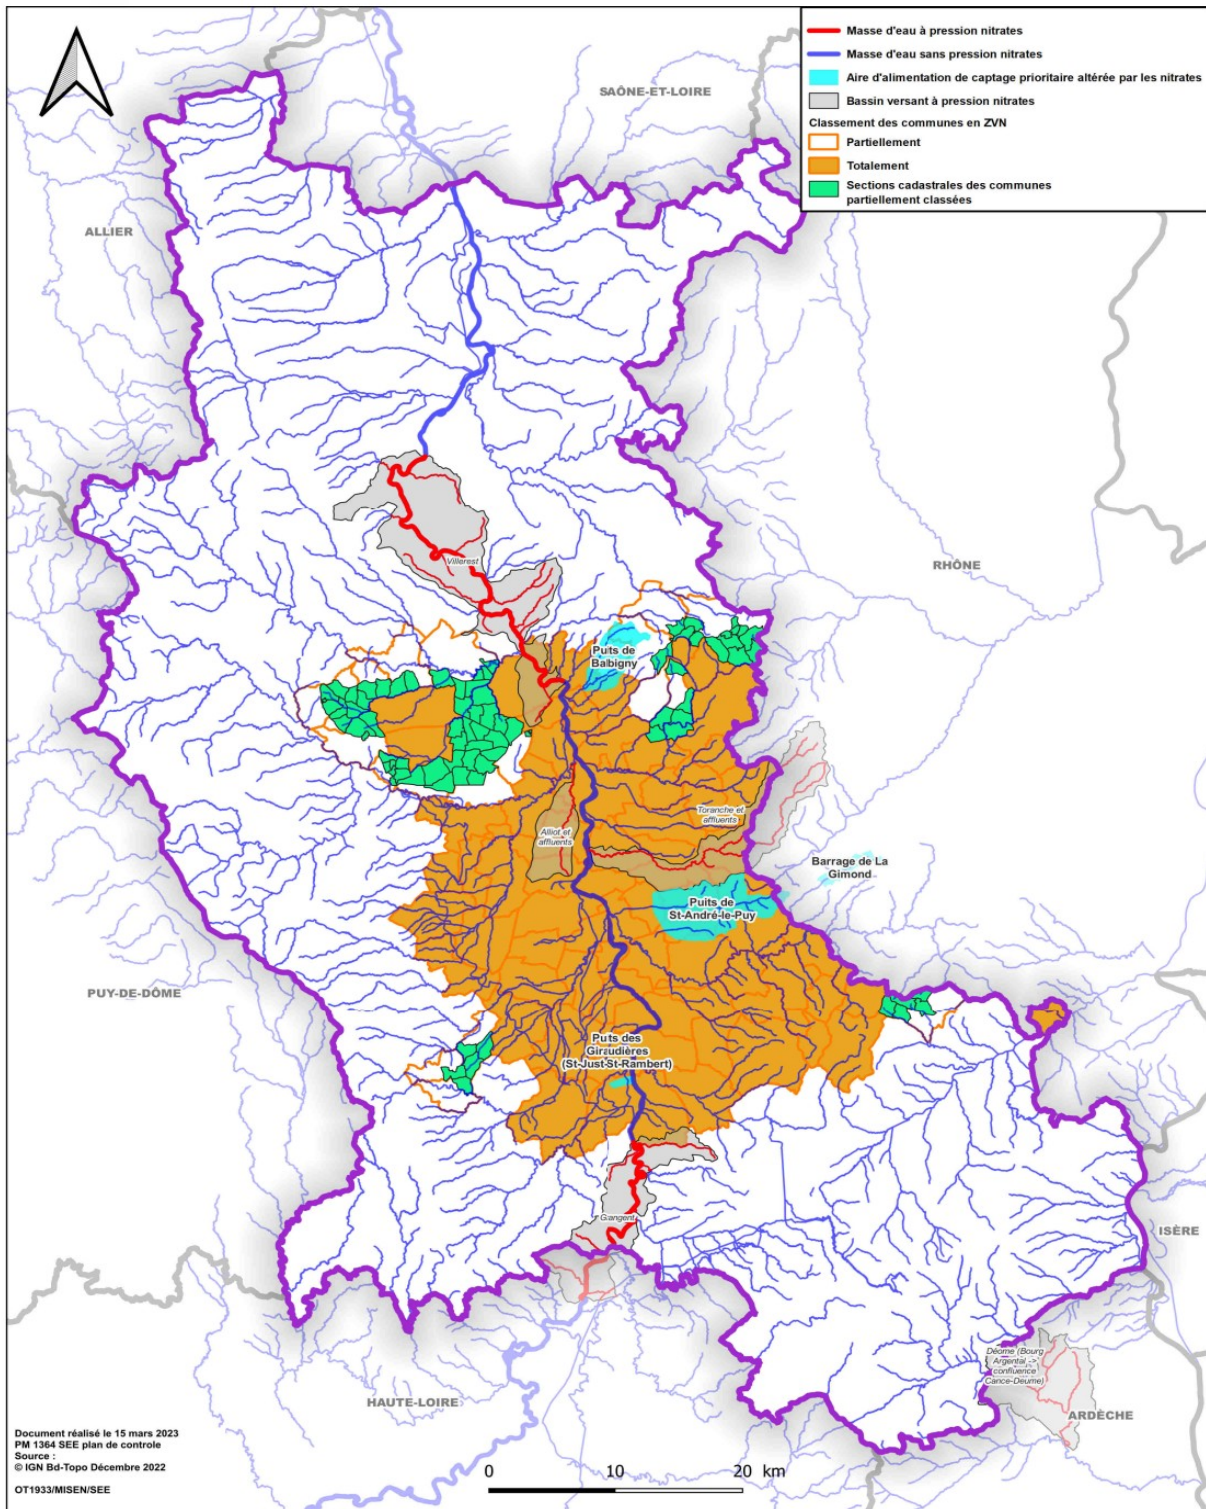 Masse d'eau à pression nitrates
Masse d'eau sans pression nitrates
Aire d'alimentation de captage prioritaire altérée par les nitrates
Bassin versant à pression nitrates
Classement des communes en ZVN
Partiellement
Totalement
Sections cadastrales des communes
partiellement classées
SAÔNE-ET-LOIRE
ALLIER
RHÔNE
Villerest
Puts de
Balbigny
Toranche et
affluents
Alliot et
affluents
Barrage de La
Gimond
Puits de
St-André-le-Puy
PUY-DE-DÔME
Puts des
Giraudières
(St-Just-St-Rambert)
Grangent
ISÈRE
Déome (Bourg
Argental ->
confluence
Cance-Deume)
HAUTE-LOIRE
ARDÈCHE
Document réalisé le 15 mars 2023
PM 1364 SEE plan de controle
Source :
© IGN Bd-Topo Décembre 2022
OT1933/MISEN/SEE
0 10 20 km